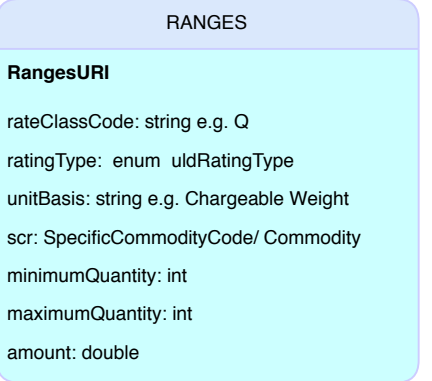 RANGES
RangesURI
rateClassCode: string e.g. Q
ratingType:  enum  uldRatingType
unitBasis: string e.g. Chargeable Weight
scr: SpecificCommodityCode/ Commodity
minimumQuantity: int
maximumQuantity: int
amount: double